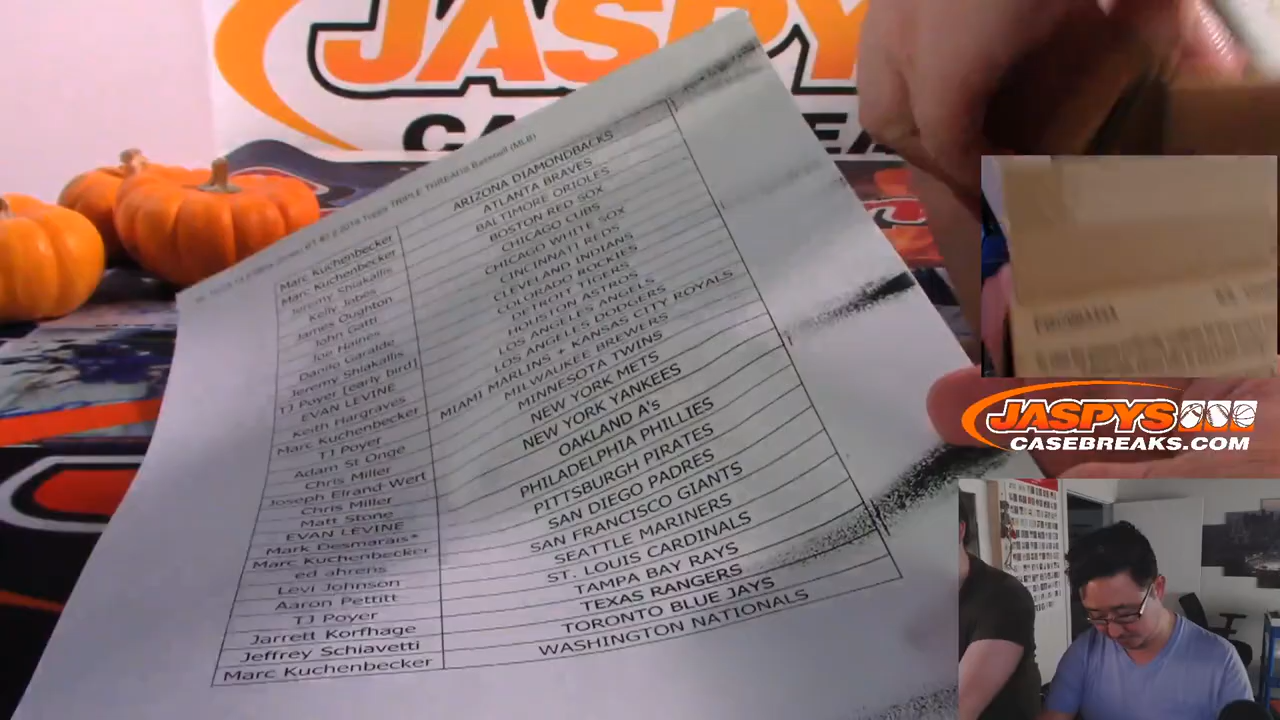 JASPYS
Topps TRIPLE THREADS Baseball (MLB)
Marc Kuchenbecker ARIZONA DIAMONDBACKS
Marc Kuchenbecker ATLANTA BRAVES
Jeremy Shiakallis BALTIMORE ORIOLES
Kelly Jobes BOSTON RED SOX
James Oughton CHICAGO CUBS
John Gatti CHICAGO WHITE SOX
Joe Haines CINCINNATI REDS
Daniel Garalde CLEVELAND INDIANS
Jeremy Shiakallis COLORADO ROCKIES
TJ Poyer [early bird] DETROIT TIGERS
EVAN LEVINE HOUSTON ASTROS
Keith Hargraves LOS ANGELES ANGELS
Marc Kuchenbecker LOS ANGELES DODGERS
TJ Poyer MIAMI MARLINS + KANSAS CITY ROYALS
Adam St Onge MILWAUKEE BREWERS
Chris Miller MINNESOTA TWINS
Joseph Elrand-Wert NEW YORK METS
Chris Miller NEW YORK YANKEES
Matt Stone OAKLAND A's
EVAN LEVINE PHILADELPHIA PHILLIES
Mark Desmarais* PITTSBURGH PIRATES
Marc Kuchenbecker SAN DIEGO PADRES
ed ahrens SAN FRANCISCO GIANTS
Levi Johnson SEATTLE MARINERS
Aaron Pettitt ST. LOUIS CARDINALS
TJ Poyer TAMPA BAY RAYS
Jarrett Korfhage TEXAS RANGERS
Jeffrey Schiavetti TORONTO BLUE JAYS
Marc Kuchenbecker WASHINGTON NATIONALS
JASPYS
CASEBREAKS.COM